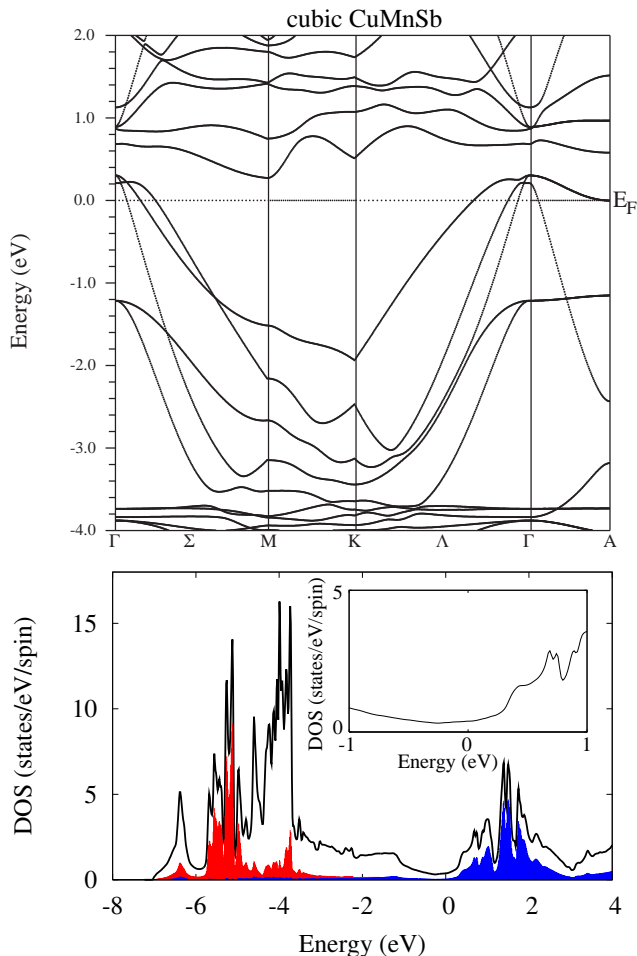 cubic CuMnSb
2.0
1.0
0.0
-1.0
-2.0
-3.0
-4.0
Energy (eV)
E_F
Γ Σ M K Λ Γ A
15
10
5
0
DOS (states/eV/spin)
-8 -6 -4 -2 0 2 4
Energy (eV)
5
0
DOS (states/eV/spin)
-1 0 1
Energy (eV)